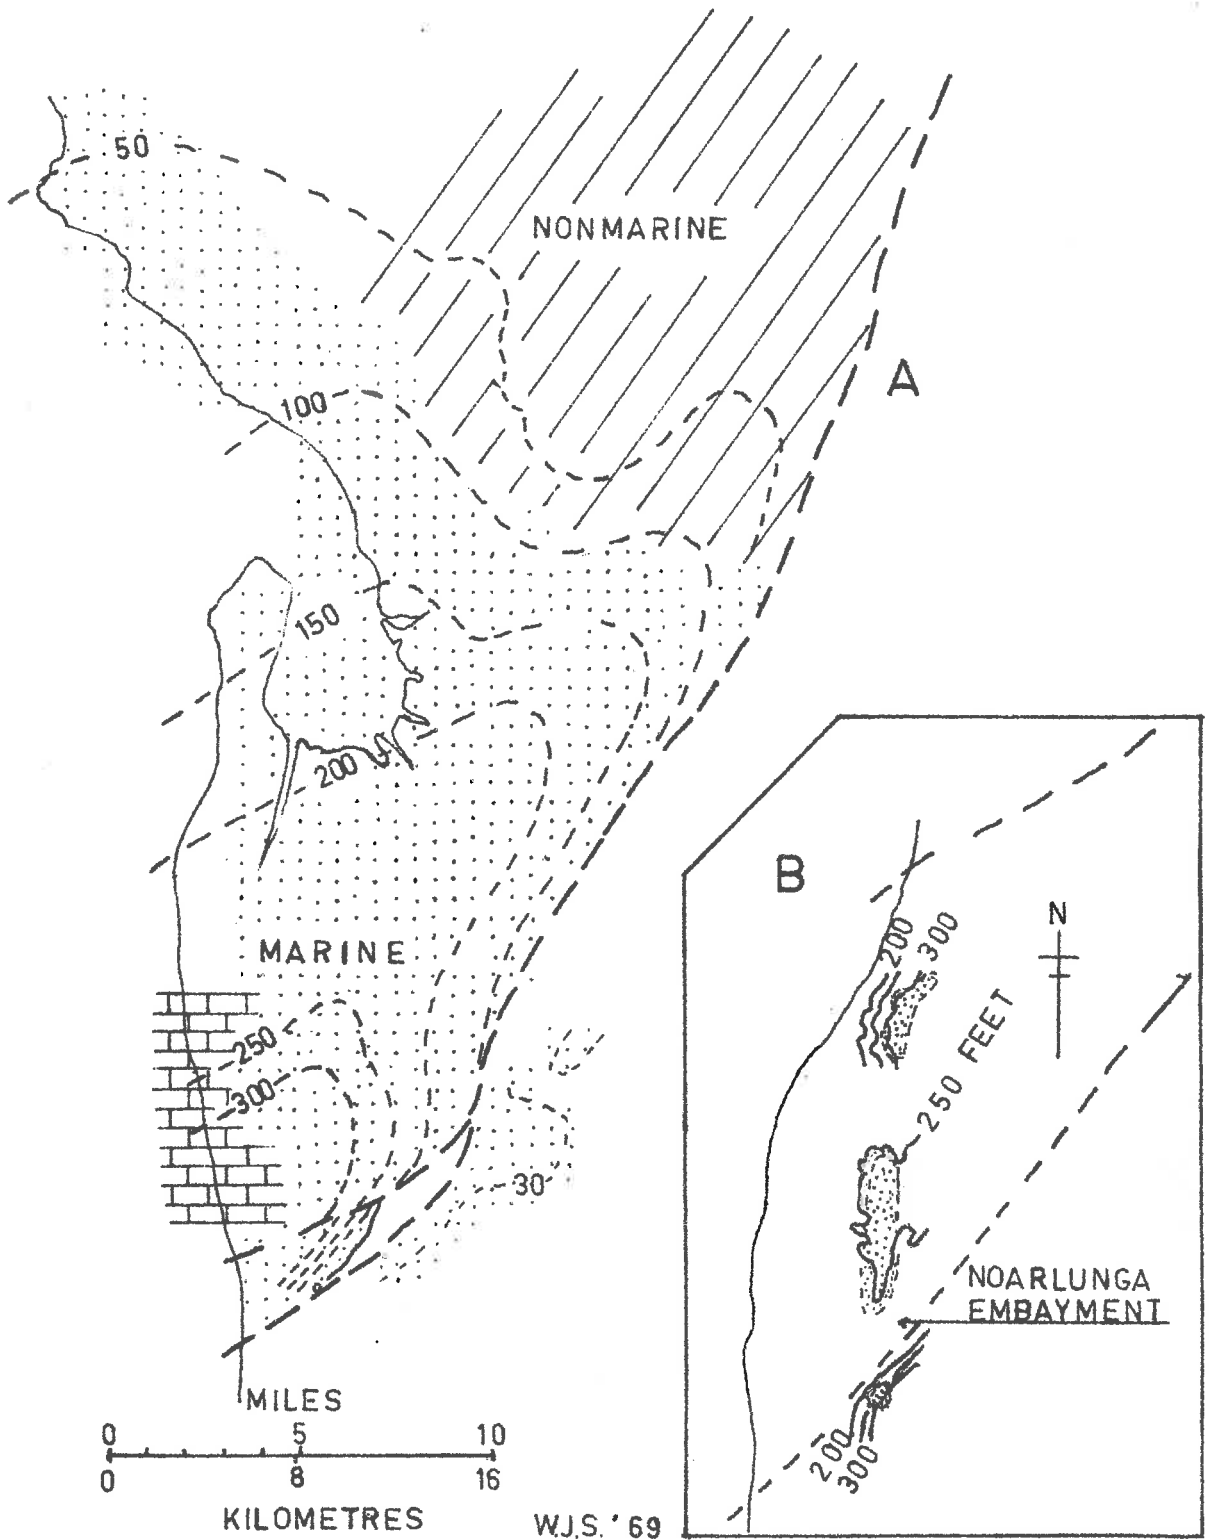 50
NONMARINE
A
100
150
200
MARINE
250
300
30
MILES
0 5 10
0 8 16
KILOMETRES
W.J.S. '69
B
N
200
300
250 FEET
NOARLUNGA
EMBAYMENT
200
300